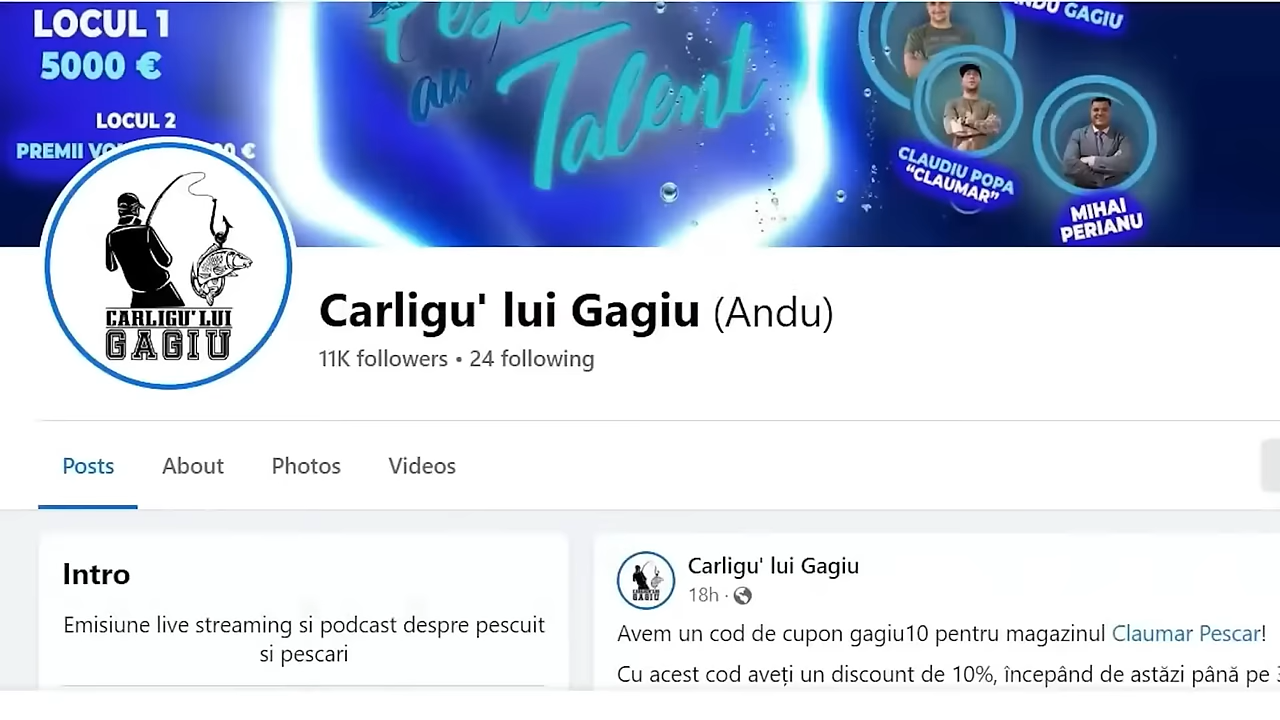 LOCUL 1
5000 €
LOCUL 2
PREMII
€
au
Talent
GAGIU
CLAUDIU POPA
“CLAUMAR”
MIHAI
PERIANU
CARLIGU'LUI
GAGIU
Carligu' lui Gagiu (Andu)
11K followers • 24 following
Posts About Photos Videos
Intro
Emisiune live streaming si podcast despre pescuit
si pescari
Carligu' lui Gagiu
18h ·
Avem un cod de cupon gagiu10 pentru magazinul Claumar Pescar!
Cu acest cod aveți un discount de 10%, începând de astăzi până pe